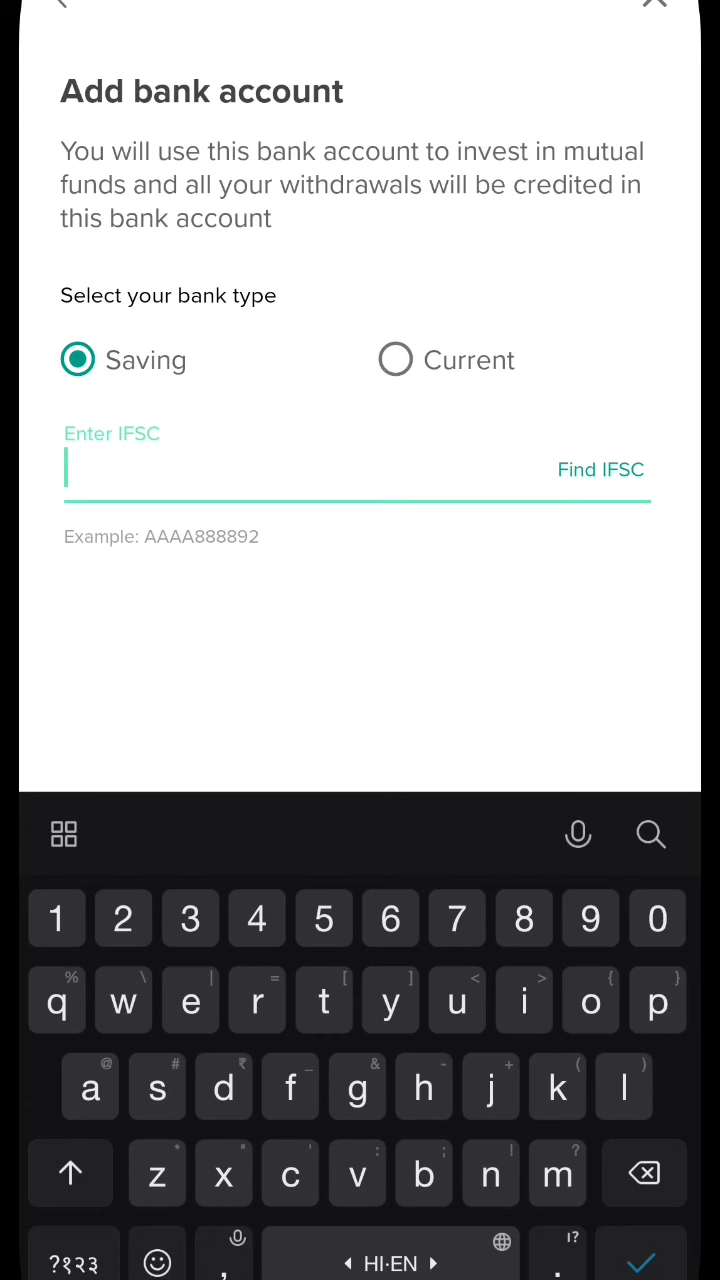 Add bank account
You will use this bank account to invest in mutual
funds and all your withdrawals will be credited in
this bank account
Select your bank type
Saving Current
Enter IFSC
Find IFSC
Example: AAAA888892
1 2 3 4 5 6 7 8 9 0
% \ | = [ ] < > { }
q w e r t y u i o p
@ # ₹ _ & - + ( )
a s d f g h j k l
* " ' : ; ! ?
z x c v b n m
!?
?१२३ , HI·EN .